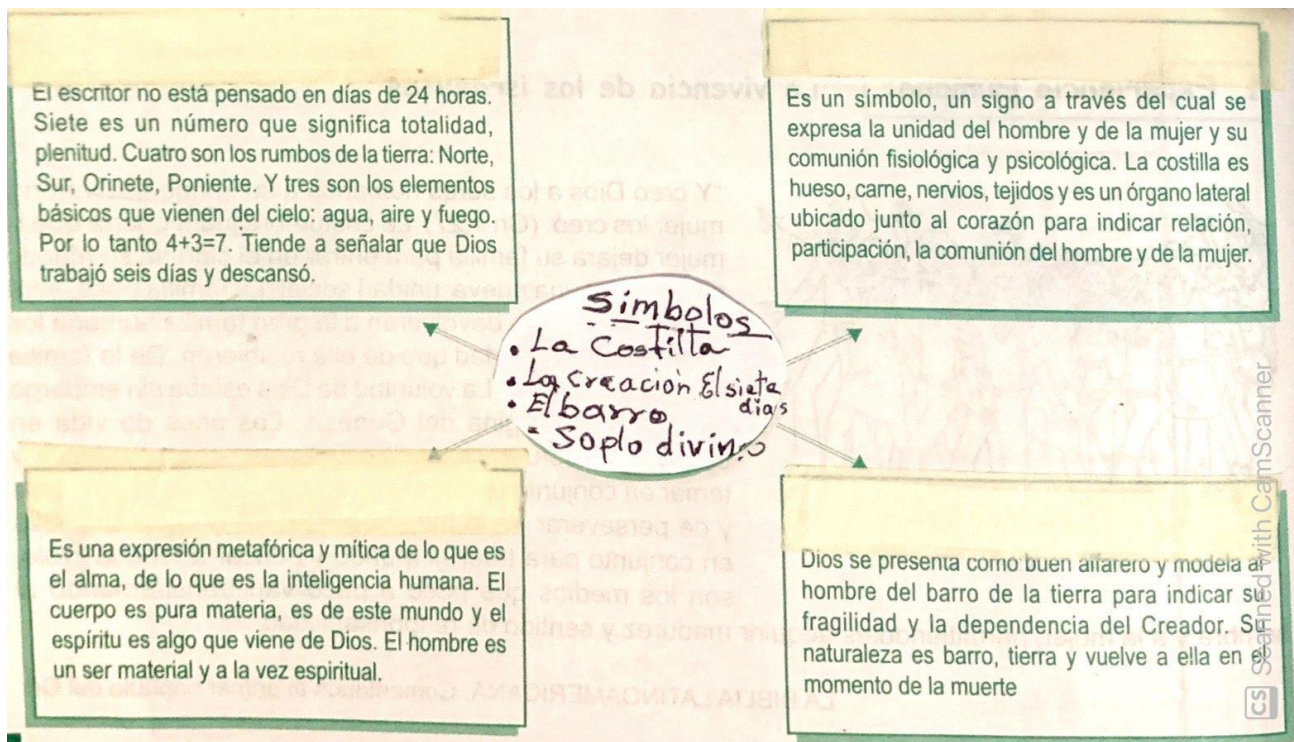 El escritor no está pensado en días de 24 horas.
Siete es un número que significa totalidad,
plenitud. Cuatro son los rumbos de la tierra: Norte,
Sur, Orinete, Poniente. Y tres son los elementos
básicos que vienen del cielo: agua, aire y fuego.
Por lo tanto 4+3=7. Tiende a señalar que Dios
trabajó seis días y descansó.
Es un símbolo, un signo a través del cual se
expresa la unidad del hombre y de la mujer y su
comunión fisiológica y psicológica. La costilla es
hueso, carne, nervios, tejidos y es un órgano lateral
ubicado junto al corazón para indicar relación,
participación, la comunión del hombre y de la mujer.
Símbolos
• La Costilla
• La Creación El siete
días
• El barro
- Soplo divino
Es una expresión metafórica y mítica de lo que es
el alma, de lo que es la inteligencia humana. El
cuerpo es pura materia, es de este mundo y el
espíritu es algo que viene de Dios. El hombre es
un ser material y a la vez espiritual.
Dios se presenta como buen alfarero y modela al
hombre del barro de la tierra para indicar su
fragilidad y la dependencia del Creador. Su
naturaleza es barro, tierra y vuelve a ella en el
momento de la muerte
CS Scanned with CamScanner